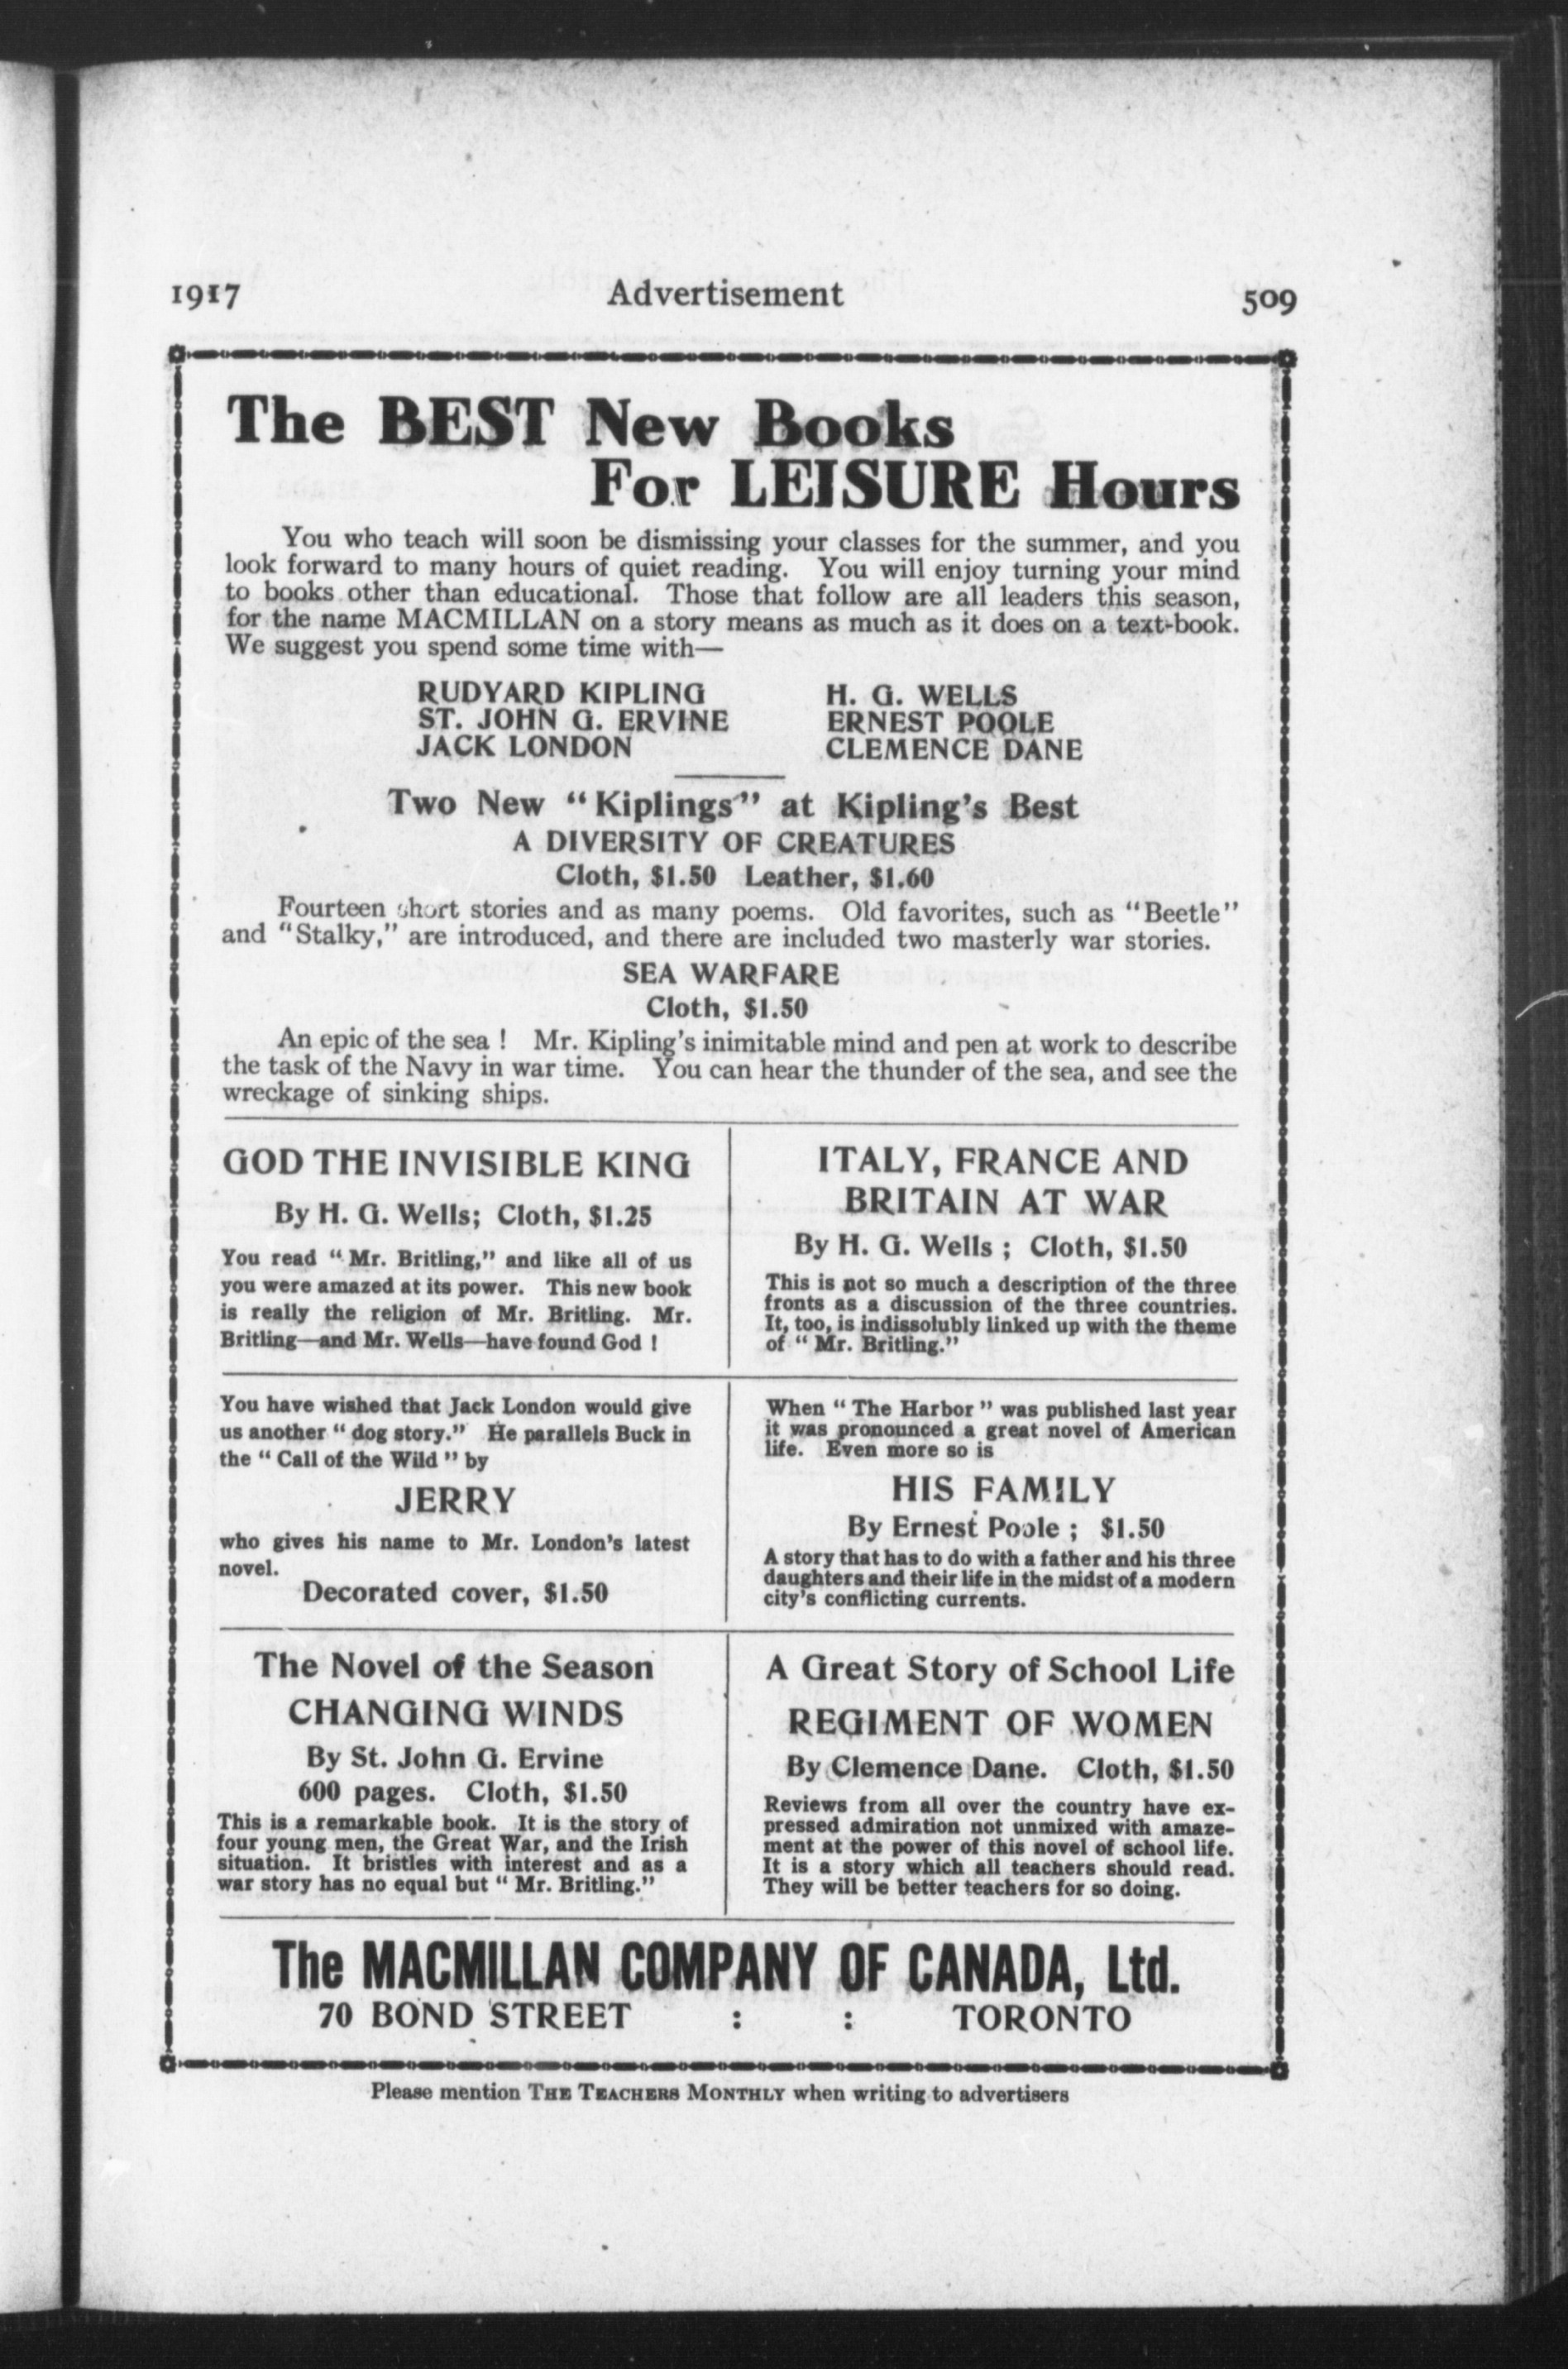 1917
Advertisement
509
The BEST New Books
For LEISURE Hours
You who teach will soon be dismissing your classes for the summer, and you
look forward to many hours of quiet reading. You will enjoy turning your mind
to books other than educational. Those that follow are all leaders this season,
for the name MACMILLAN on a story means as much as it does on a text-book.
We suggest you spend some time with—
RUDYARD KIPLING
ST. JOHN G. ERVINE
JACK LONDON
H. G. WELLS
ERNEST POOLE
CLEMENCE DANE
Two New "Kiplings" at Kipling's Best
A DIVERSITY OF CREATURES
Cloth, $1.50 Leather, $1.60
Fourteen short stories and as many poems. Old favorites, such as "Beetle"
and "Stalky," are introduced, and there are included two masterly war stories.
SEA WARFARE
Cloth, $1.50
An epic of the sea ! Mr. Kipling's inimitable mind and pen at work to describe
the task of the Navy in war time. You can hear the thunder of the sea, and see the
wreckage of sinking ships.
GOD THE INVISIBLE KING
By H. G. Wells; Cloth, $1.25
You read " Mr. Britling," and like all of us
you were amazed at its power. This new book
is really the religion of Mr. Britling. Mr.
Britling—and Mr. Wells—have found God !
ITALY, FRANCE AND
BRITAIN AT WAR
By H. G. Wells ; Cloth, $1.50
This is not so much a description of the three
fronts as a discussion of the three countries.
It, too, is indissolubly linked up with the theme
of " Mr. Britling."
You have wished that Jack London would give
us another " dog story." He parallels Buck in
the " Call of the Wild " by
JERRY
who gives his name to Mr. London's latest
novel.
Decorated cover, $1.50
When " The Harbor " was published last year
it was pronounced a great novel of American
life. Even more so is
HIS FAMILY
By Ernest Poole ; $1.50
A story that has to do with a father and his three
daughters and their life in the midst of a modern
city's conflicting currents.
The Novel of the Season
CHANGING WINDS
By St. John G. Ervine
600 pages. Cloth, $1.50
This is a remarkable book. It is the story of
four young men, the Great War, and the Irish
situation. It bristles with interest and as a
war story has no equal but " Mr. Britling."
A Great Story of School Life
REGIMENT OF WOMEN
By Clemence Dane. Cloth, $1.50
Reviews from all over the country have ex-
pressed admiration not unmixed with amaze-
ment at the power of this novel of school life.
It is a story which all teachers should read.
They will be better teachers for so doing.
The MACMILLAN COMPANY OF CANADA, Ltd.
70 BOND STREET : : TORONTO
Please mention THE TEACHERS MONTHLY when writing to advertisers